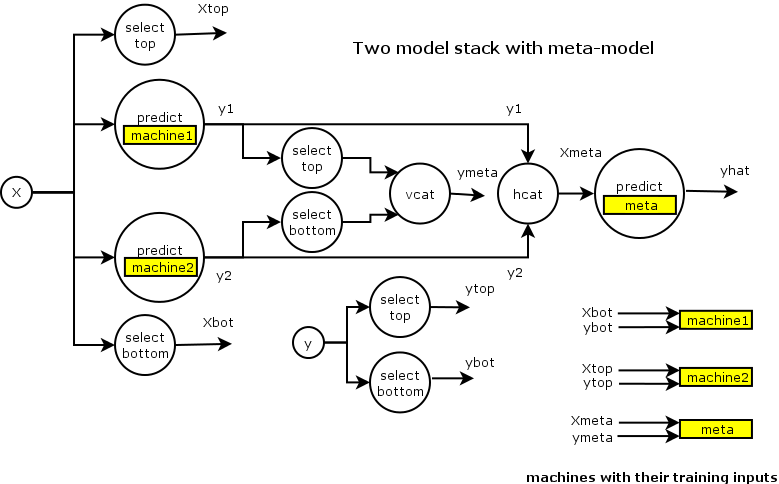 Xtop
select
top
Two model stack with meta-model
predict
machine1
y1
y1
select
top
Xmeta
predict
meta
yhat
X
vcat
ymeta
hcat
select
bottom
predict
machine2
y2
y2
select
bottom
Xbot
y
select
top
ytop
select
bottom
ybot
Xbot
ybot
machine1
Xtop
ytop
machine2
Xmeta
ymeta
meta
machines with their training inputs